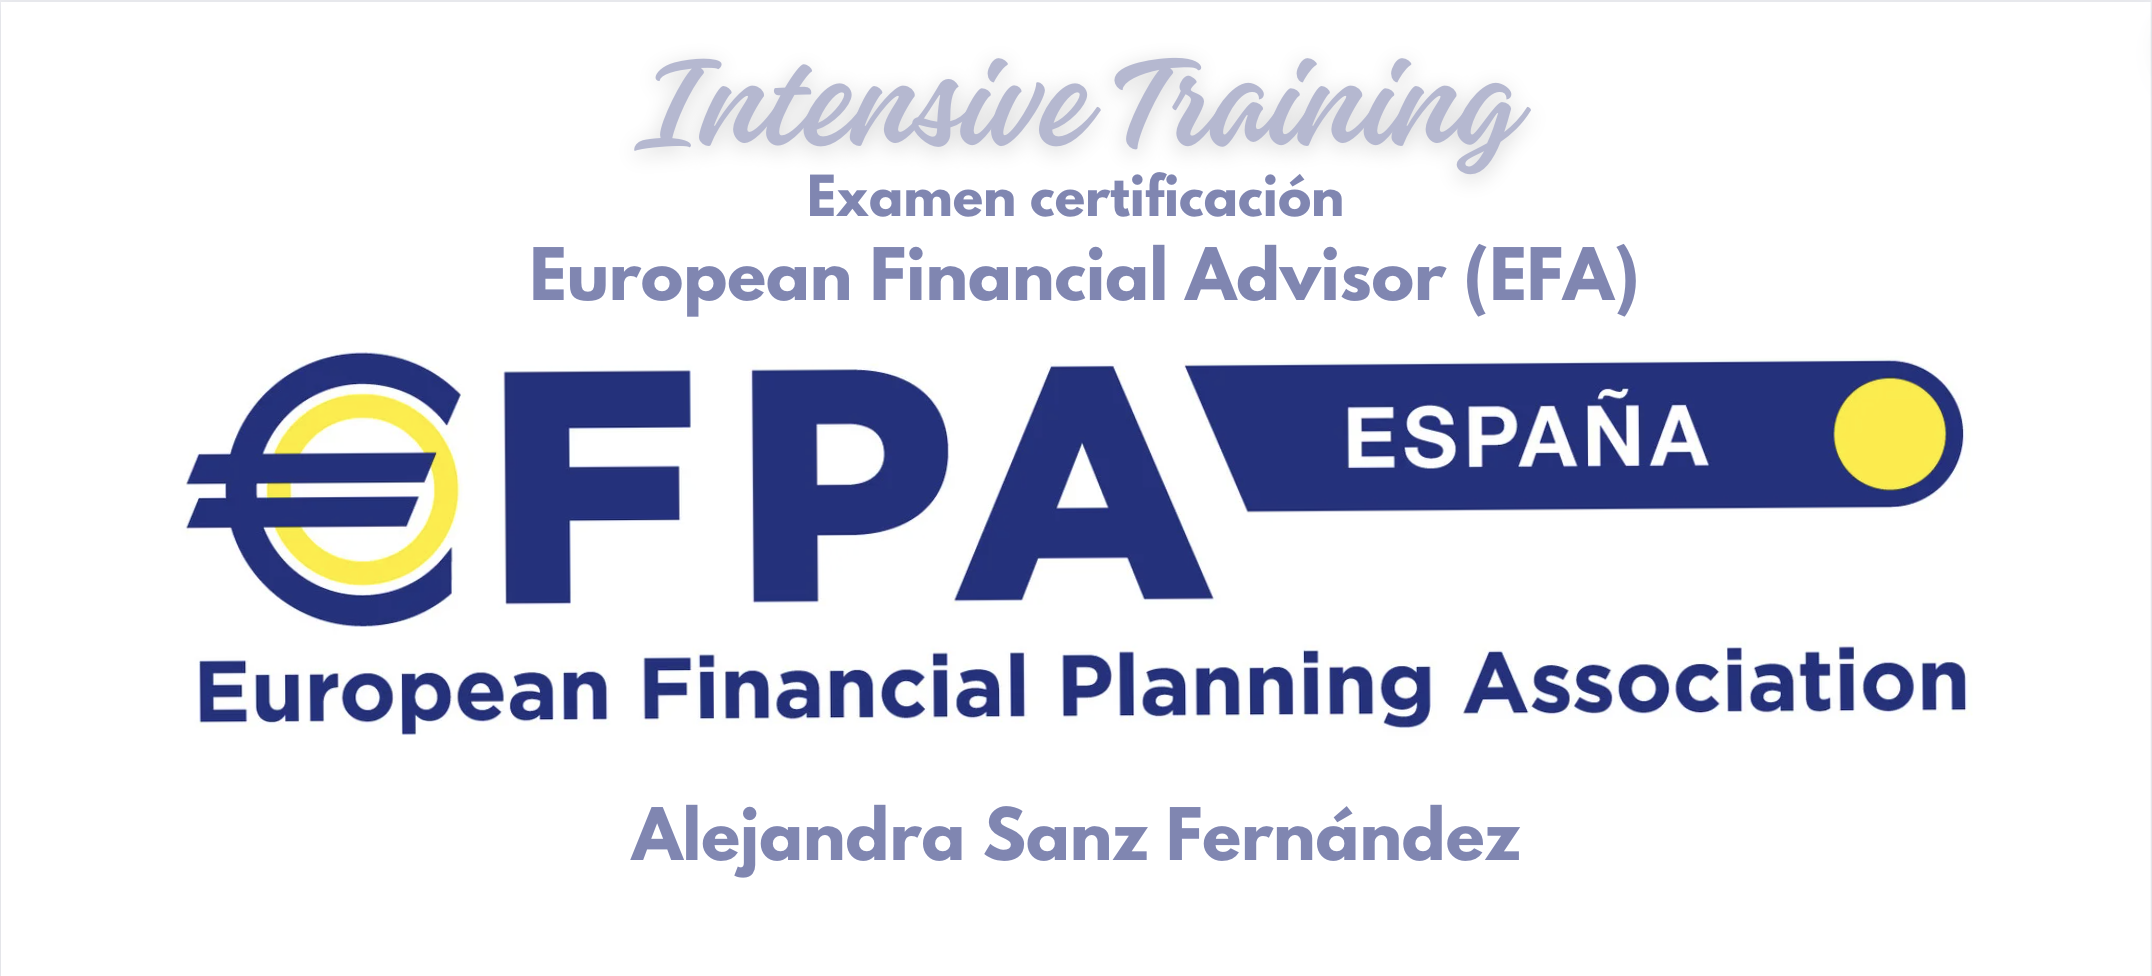 Intensive Training
Examen certificación
European Financial Advisor (EFA)
€FPA ESPAÑA
European Financial Planning Association
Alejandra Sanz Fernández